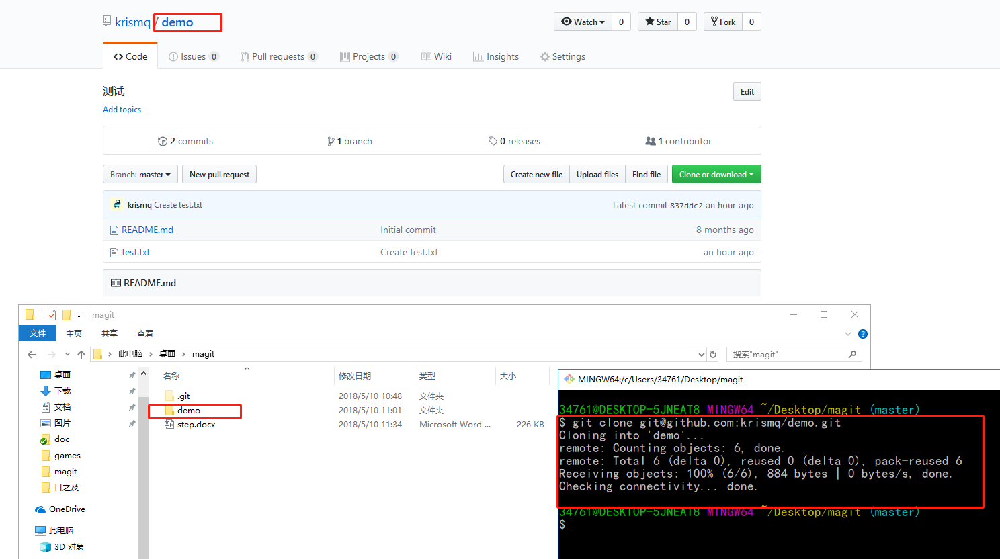 krismq / demo
Watch 0 Star 0 Fork 0
Code Issues 0 Pull requests 0 Projects 0 Wiki Insights Settings
测试
Edit
Add topics
2 commits 1 branch 0 releases 1 contributor
Branch: master New pull request Create new file Upload files Find file Clone or download
krismq Create test.txt Latest commit 837ddc2 an hour ago
README.md Initial commit 8 months ago
test.txt Create test.txt an hour ago
README.md
magit
文件 主页 共享 查看
此电脑 桌面 magit 搜索"magit"
桌面
下载
文档
图片
doc
games
magit
目之及
OneDrive
此电脑
3D 对象
名称 修改日期 类型 大小
.git 2018/5/10 10:48 文件夹
demo 2018/5/10 11:01 文件夹
step.docx 2018/5/10 11:34 Microsoft Word ... 226 KB
MINGW64:/c/Users/34761/Desktop/magit
34761@DESKTOP-5JNEAT8 MINGW64 ~/Desktop/magit (master)
$ git clone git@github.com:krismq/demo.git
Cloning into 'demo'...
remote: Counting objects: 6, done.
remote: Total 6 (delta 0), reused 0 (delta 0), pack-reused 6
Receiving objects: 100% (6/6), 884 bytes | 0 bytes/s, done.
Checking connectivity... done.
34761@DESKTOP-5JNEAT8 MINGW64 ~/Desktop/magit (master)
$